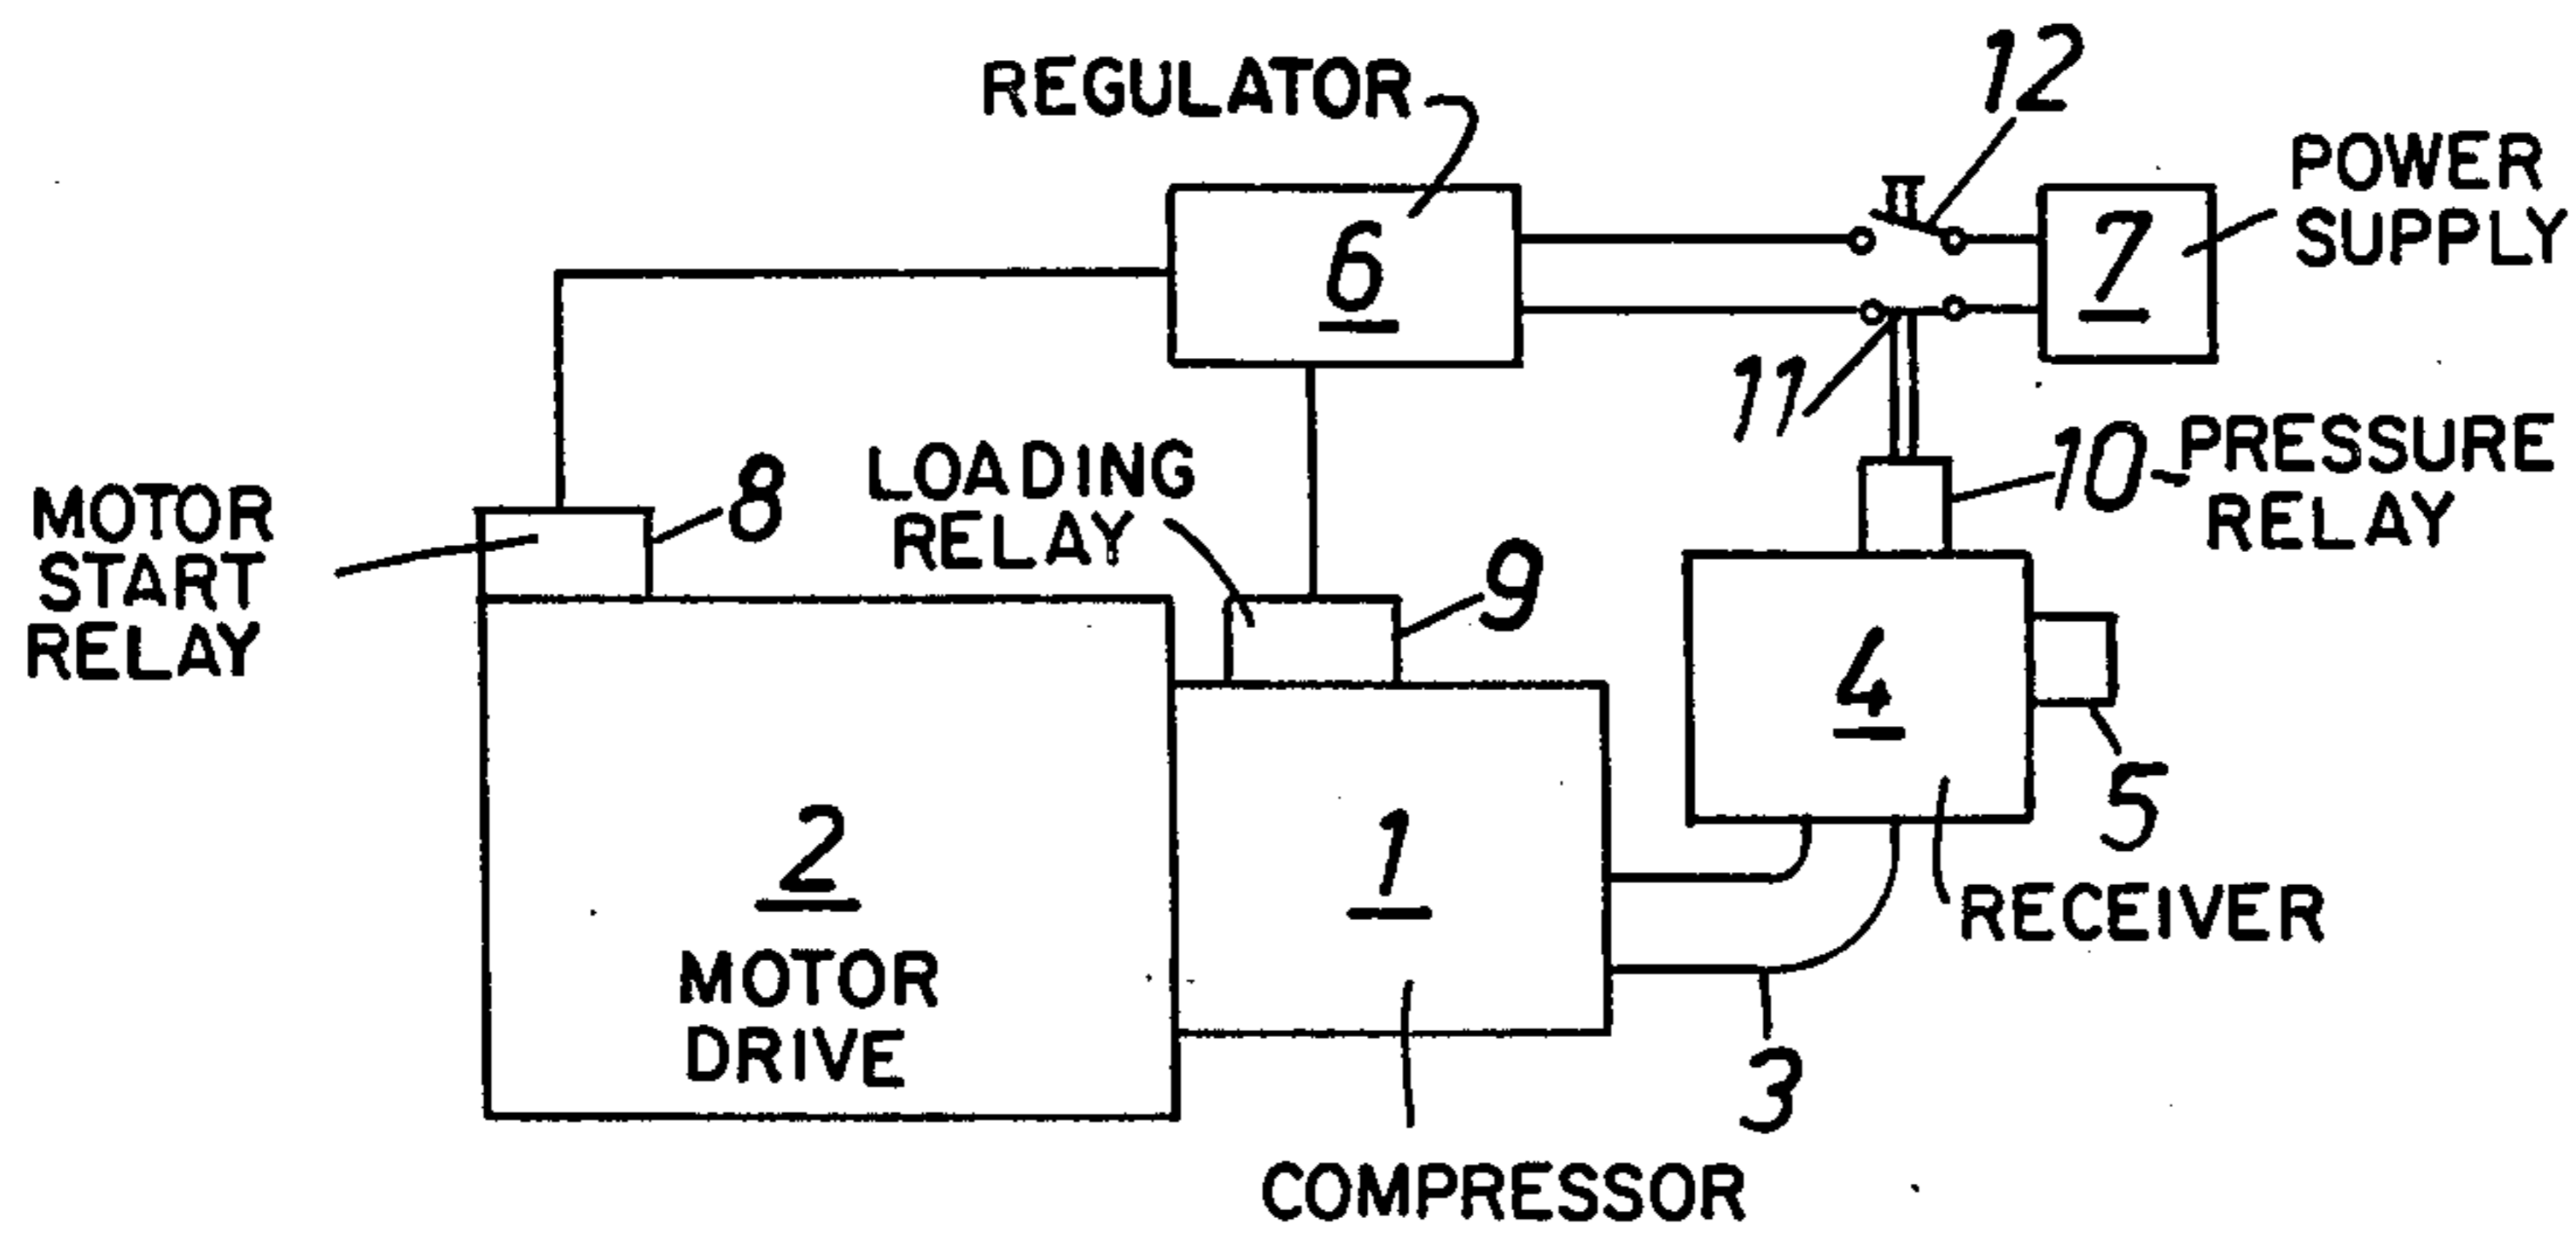 REGULATOR
12
POWER
SUPPLY
6
7
11
MOTOR
START
RELAY
8
LOADING
RELAY
9
10
PRESSURE
RELAY
4
5
2
MOTOR
DRIVE
1
RECEIVER
3
COMPRESSOR